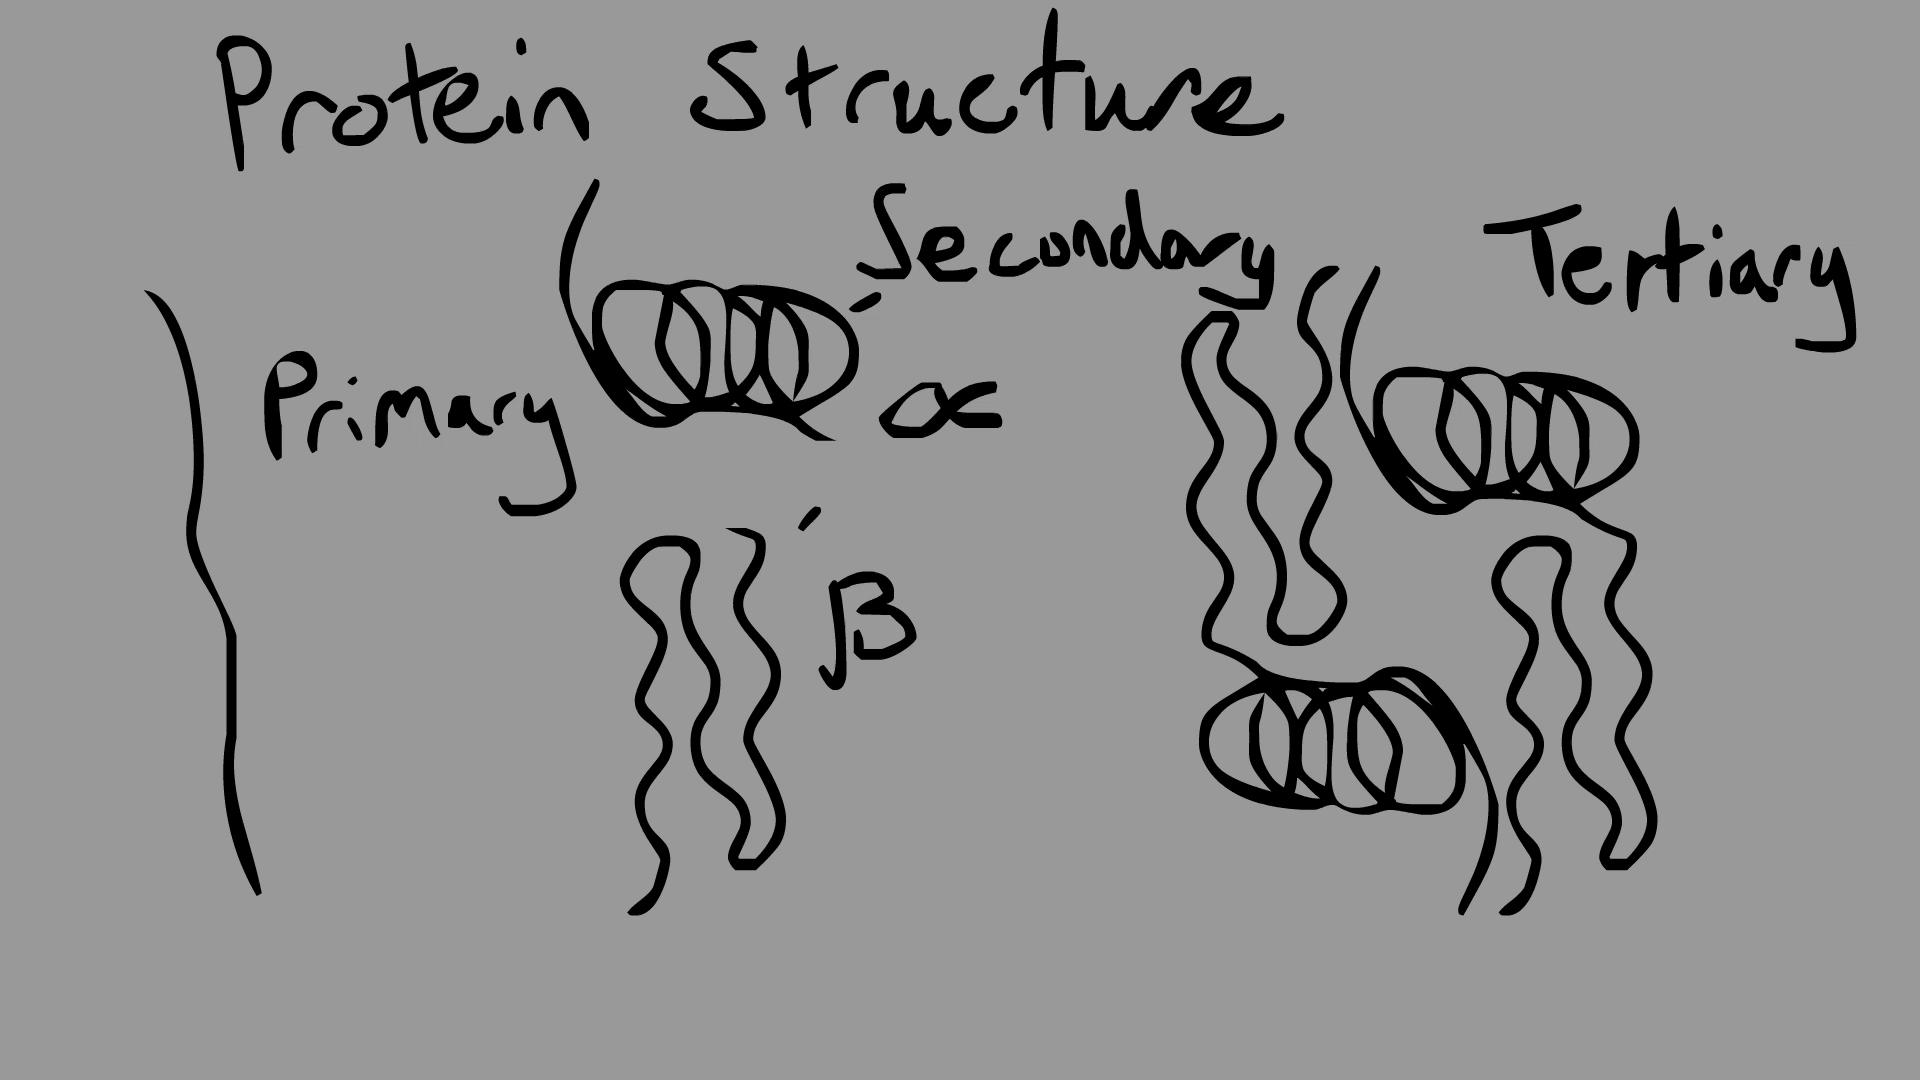 Protein Structure
Primary
Secondary
α
β
Tertiary